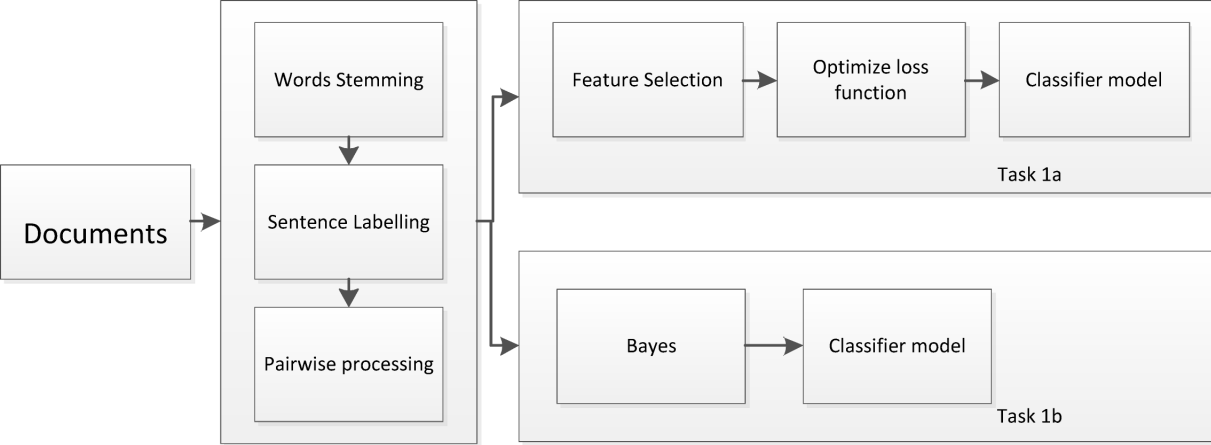 Documents
Words Stemming
Sentence Labelling
Pairwise processing
Feature Selection
Optimize loss
function
Classifier model
Task 1a
Bayes
Classifier model
Task 1b